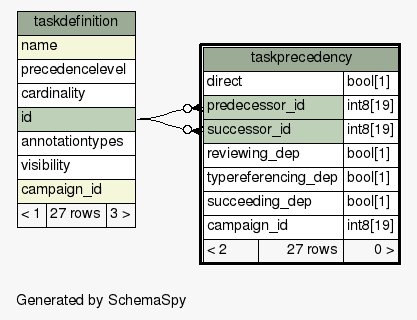 taskdefinition
name
precedencelevel
cardinality
id
annotationtypes
visibility
campaign_id
< 1 27 rows 3 >
taskprecedency
direct bool[1]
predecessor_id int8[19]
successor_id int8[19]
reviewing_dep bool[1]
typereferencing_dep bool[1]
succeeding_dep bool[1]
campaign_id int8[19]
< 2 27 rows 0 >
Generated by SchemaSpy